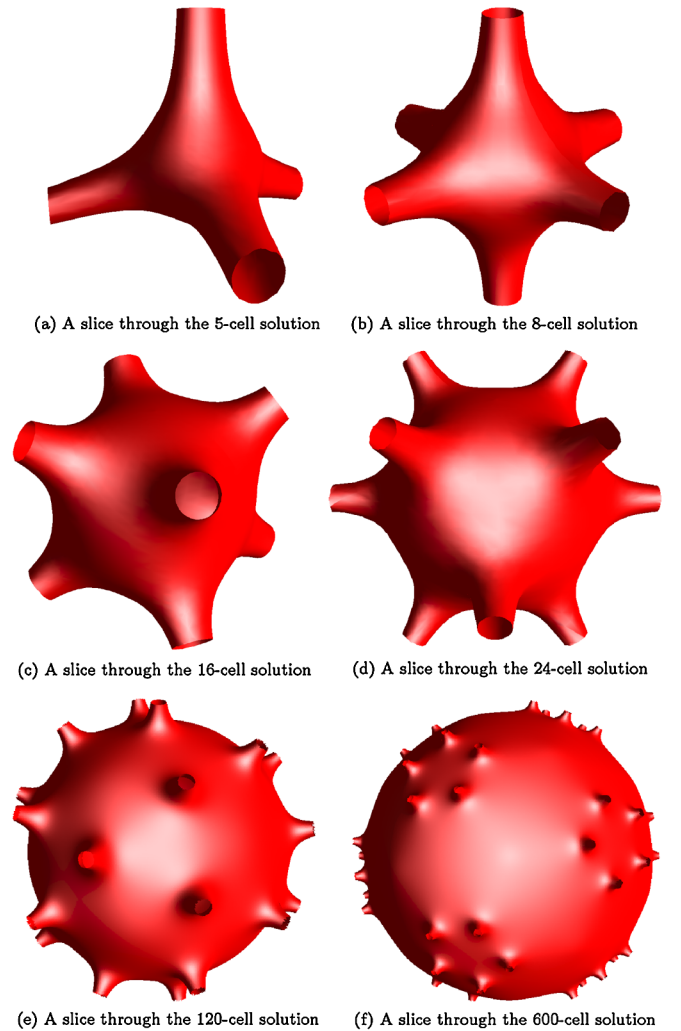 (a) A slice through the 5-cell solution
(b) A slice through the 8-cell solution
(c) A slice through the 16-cell solution
(d) A slice through the 24-cell solution
(e) A slice through the 120-cell solution
(f) A slice through the 600-cell solution